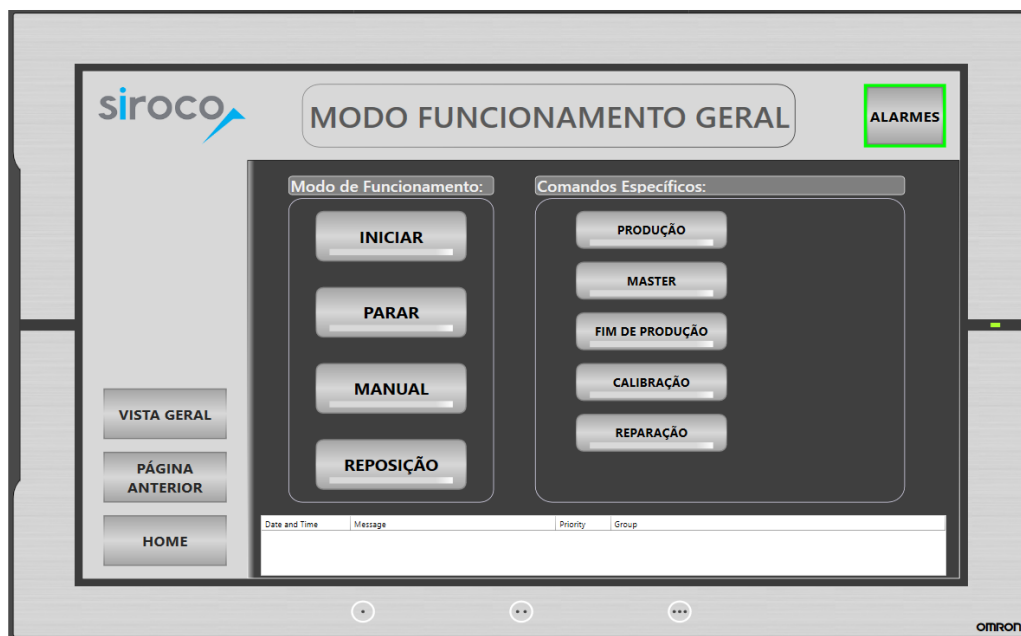 siroco
MODO FUNCIONAMENTO GERAL
ALARMES
Modo de Funcionamento:
Comandos Específicos:
INICIAR
PARAR
MANUAL
REPOSIÇÃO
PRODUÇÃO
MASTER
FIM DE PRODUÇÃO
CALIBRAÇÃO
REPARAÇÃO
VISTA GERAL
PÁGINA
ANTERIOR
HOME
Date and Time Message Priority Group
OMRON